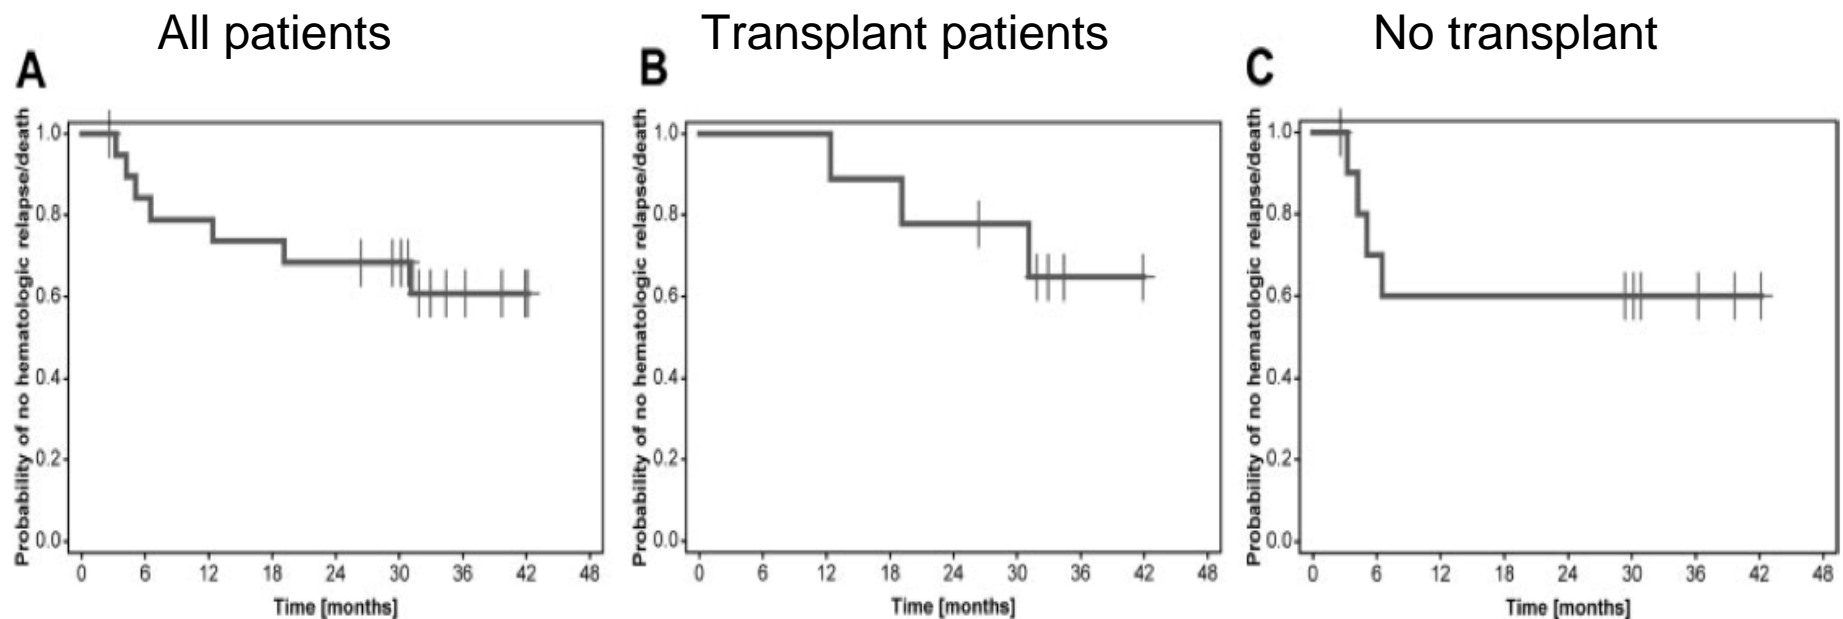 All patients
Transplant patients
No transplant
A
B
C
Probability of no hematologic relapse/death
1.0
0.8
0.6
0.4
0.2
0.0
0 6 12 18 24 30 36 42 48
Time [months]
Probability of no hematologic relapse/death
1.0
0.8
0.6
0.4
0.2
0.0
0 6 12 18 24 30 36 42 48
Time [months]
Probability of no hematologic relapse/death
1.0
0.8
0.6
0.4
0.2
0.0
0 6 12 18 24 30 36 42 48
Time [months]